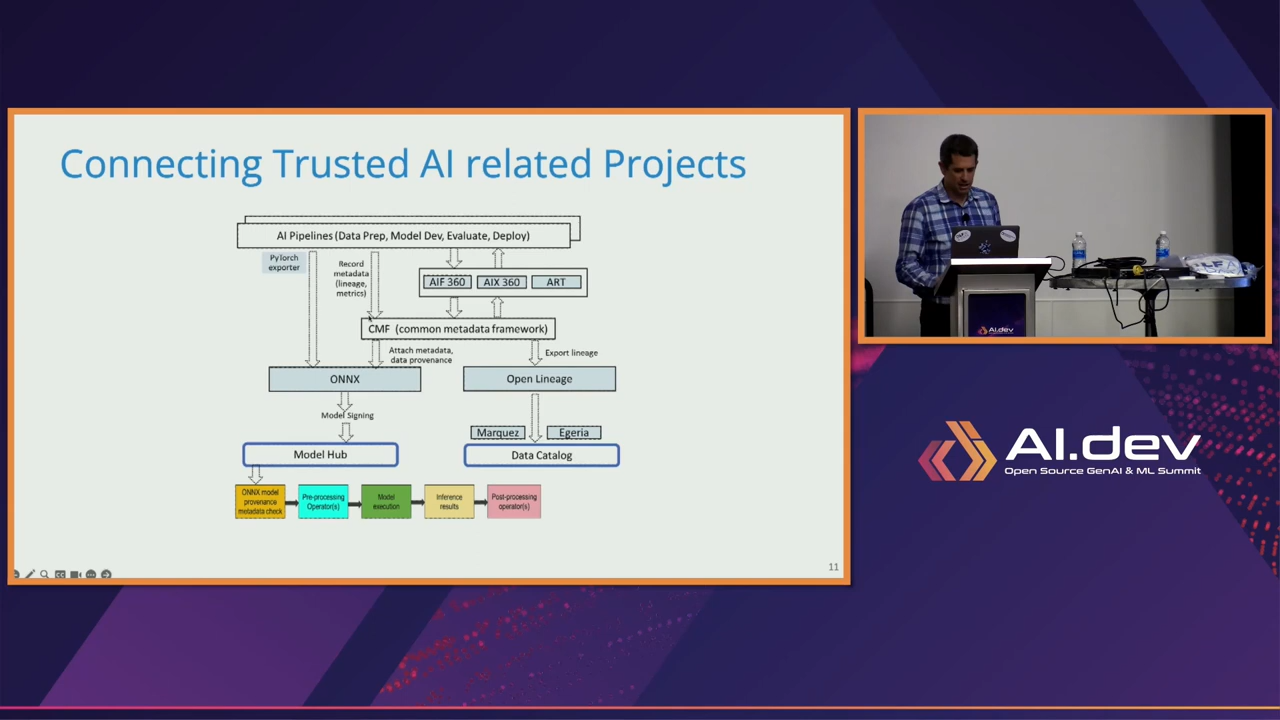 Connecting Trusted AI related Projects
AI Pipelines (Data Prep, Model Dev, Evaluate, Deploy)
PyTorch
exporter
Record
metadata
(lineage,
metrics)
AIF 360
AIX 360
ART
CMF (common metadata framework)
Attach metadata,
data provenance
Export lineage
ONNX
Open Lineage
Model Signing
Marquez
Egeria
Model Hub
Data Catalog
ONNX model
provenance
metadata check
Pre-processing
Operator(s)
Model
execution
Inference
results
Post-processing
operator(s)
11
AI.dev
AI.dev
Open Source GenAI & ML Summit